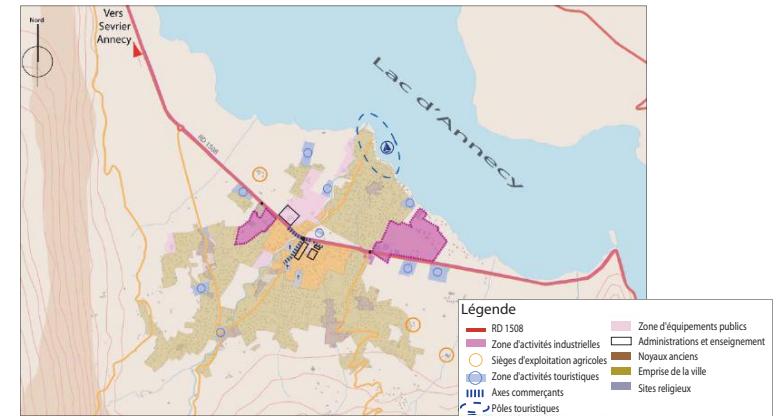 Nord
Vers
Sevrier
Annecy
Lac d'Annecy
RD 1508
Légende
RD 1508
Zone d'activités industrielles
Sièges d'exploitation agricoles
Zone d'activités touristiques
Axes commerçants
Pôles touristiques
Zone d'équipements publics
Administrations et enseignement
Noyaux anciens
Emprise de la ville
Sites religieux